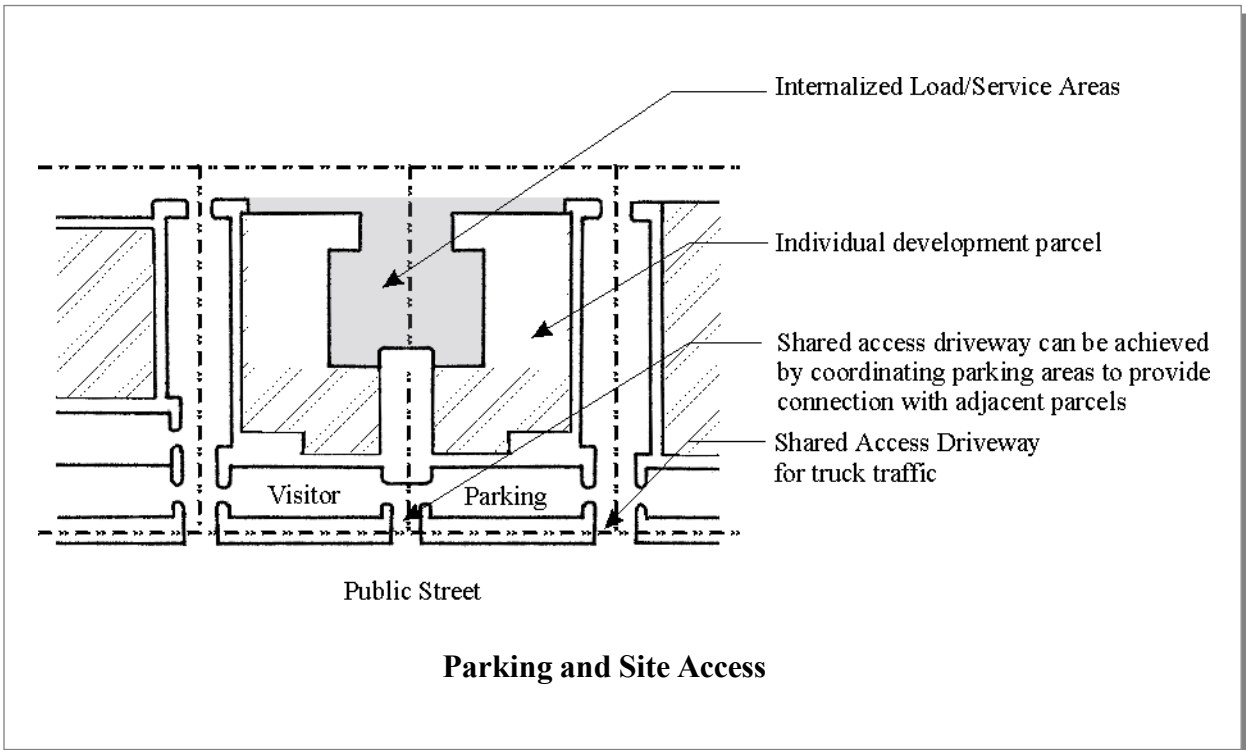 Internalized Load/Service Areas
Individual development parcel
Shared access driveway can be achieved
by coordinating parking areas to provide
connection with adjacent parcels
Shared Access Driveway
for truck traffic
Visitor
Parking
Public Street
Parking and Site Access